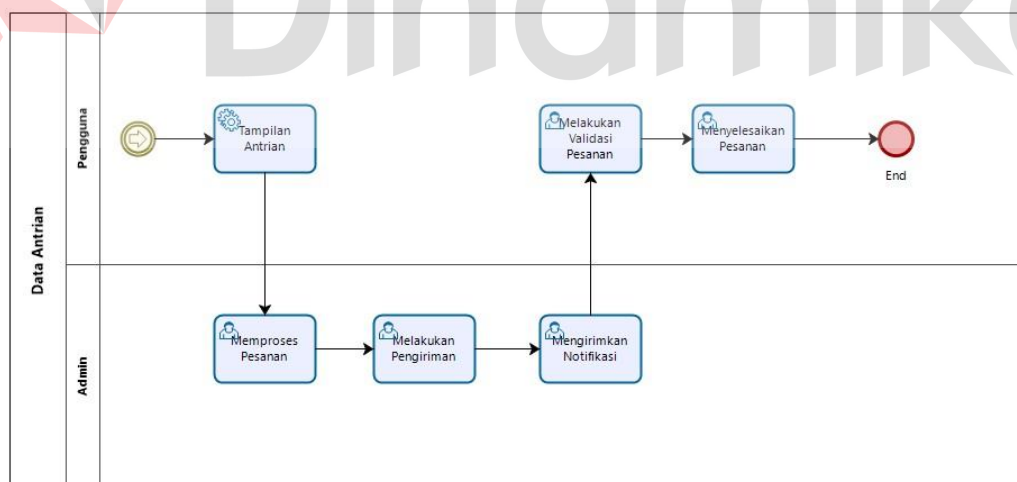 Dinamika
Data Antrian
Pengguna
Tampilan
Antrian
Melakukan
Validasi
Pesanan
Menyelesaikan
Pesanan
End
Admin
Memproses
Pesanan
Melakukan
Pengiriman
Mengirimkan
Notifikasi